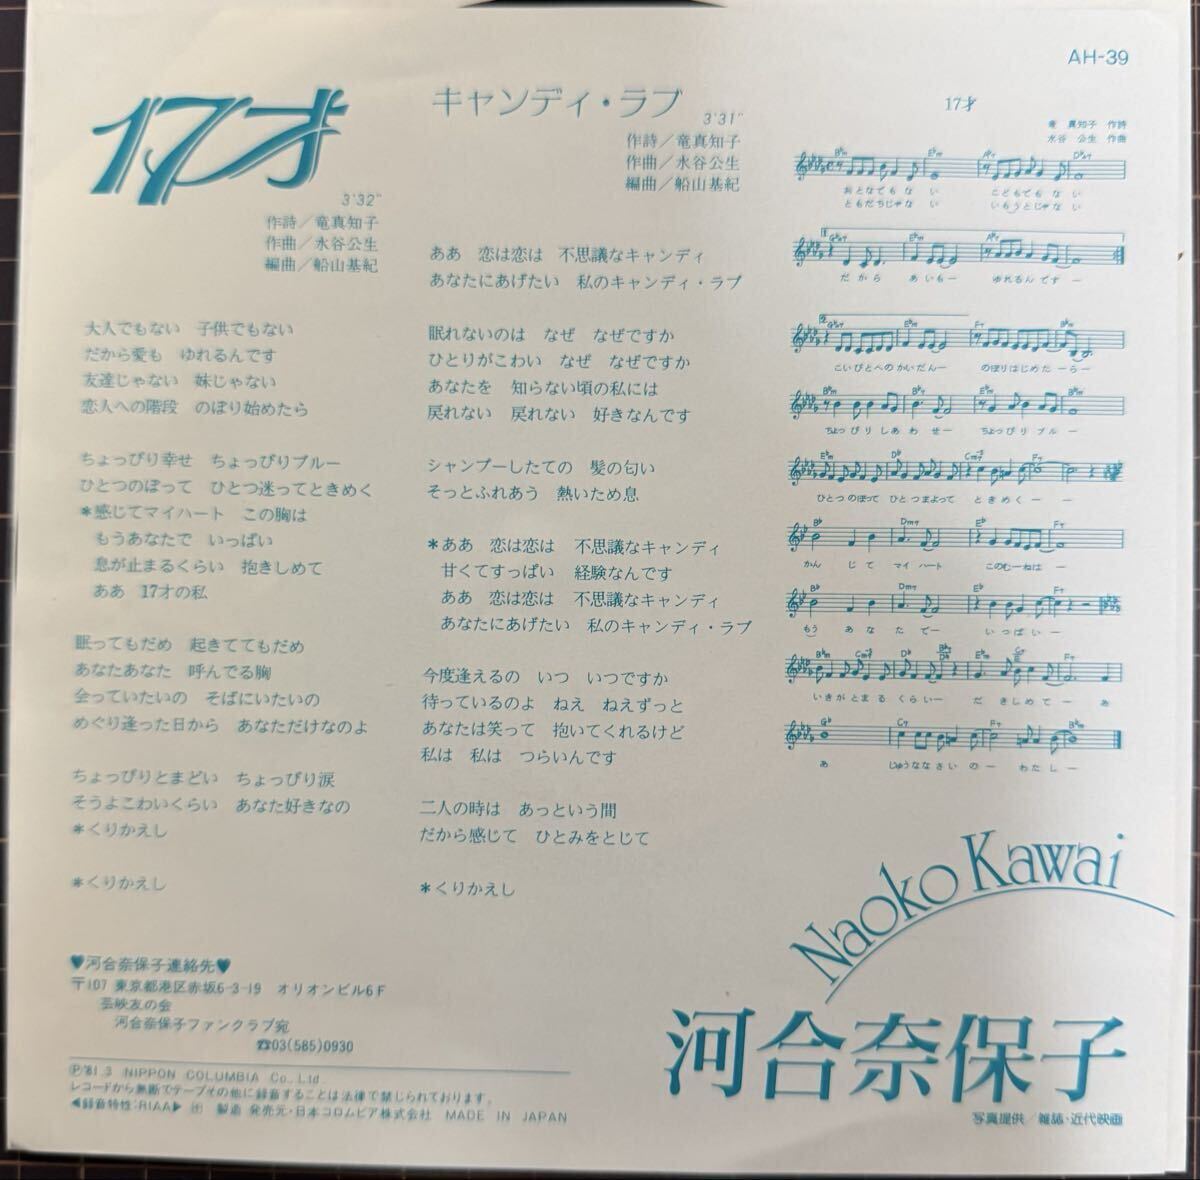 AH-39
17才
3'32"
作詩／竜真知子
作曲／水谷公生
編曲／船山基紀
大人でもない 子供でもない
だから愛も ゆれるんです
友達じゃない 妹じゃない
恋人への階段 のぼり始めたら
ちょっぴり幸せ ちょっぴりブルー
ひとつのぼって ひとつ迷ってときめく
*感じてマイハート この胸は
もうあなたで いっぱい
息が止まるくらい 抱きしめて
ああ 17才の私
眠ってもだめ 起きててもだめ
あなたあなた 呼んでる胸
会っていたいの そばにいたいの
めぐり逢った日から あなただけなのよ
ちょっぴりとまどい ちょっぴり涙
そうよこわいくらい あなた好きなの
*くりかえし
*くりかえし
キャンディ・ラブ
3'31"
作詩／竜真知子
作曲／水谷公生
編曲／船山基紀
ああ 恋は恋は 不思議なキャンディ
あなたにあげたい 私のキャンディ・ラブ
眠れないのは なぜ なぜですか
ひとりがこわい なぜ なぜですか
あなたを 知らない頃の私には
戻れない 戻れない 好きなんです
シャンプーしたての 髪の匂い
そっとふれあう 熱いため息
*ああ 恋は恋は 不思議なキャンディ
甘くてすっぱい 経験なんです
ああ 恋は恋は 不思議なキャンディ
あなたにあげたい 私のキャンディ・ラブ
今度逢えるの いつ いつですか
待っているのよ ねえ ねえずっと
あなたは笑って 抱いてくれるけど
私は 私は つらいんです
二人の時は あっという間
だから感じて ひとみをとじて
*くりかえし
17才
竜 真知子 作詩
水谷 公生 作曲
おとなでもな い こどもでもな い
ともだちじゃな い いもうとじゃな い
だ か ら あ い も ー ゆ れ る ん で す ー
こいびとへの かいだんー のぼりはじめた ー ら ー
ちょっ ぴ り し あ わ せ ー ちょっ ぴ り ブ ル ー
ひとつ のぼって ひと つ まよって と き め く ー ー
かん じ て マ イ ハート こ の む ー ね は ー
もう あ な た で ー い っ ぱ い ー
い き が と ま る く ら い ー だ き し め て ー あ
あ じゅう な な さ い の ー わ た し ー
Naoko Kawai
河合奈保子
写真提供／雑誌・近代映画
♥河合奈保子連絡先♥
〒107 東京都港区赤坂6-3-19 オリオンビル6F
芸映友の会
河合奈保子ファンクラブ宛
☎03(585)0930
Ⓟ'81.3 NIPPON COLUMBIA Co., Ltd.
レコードから無断でテープその他に録音することは法律で禁じられております。
◀録音特性:RIAA▶ 製造 発売元・日本コロムビア株式会社 MADE IN JAPAN